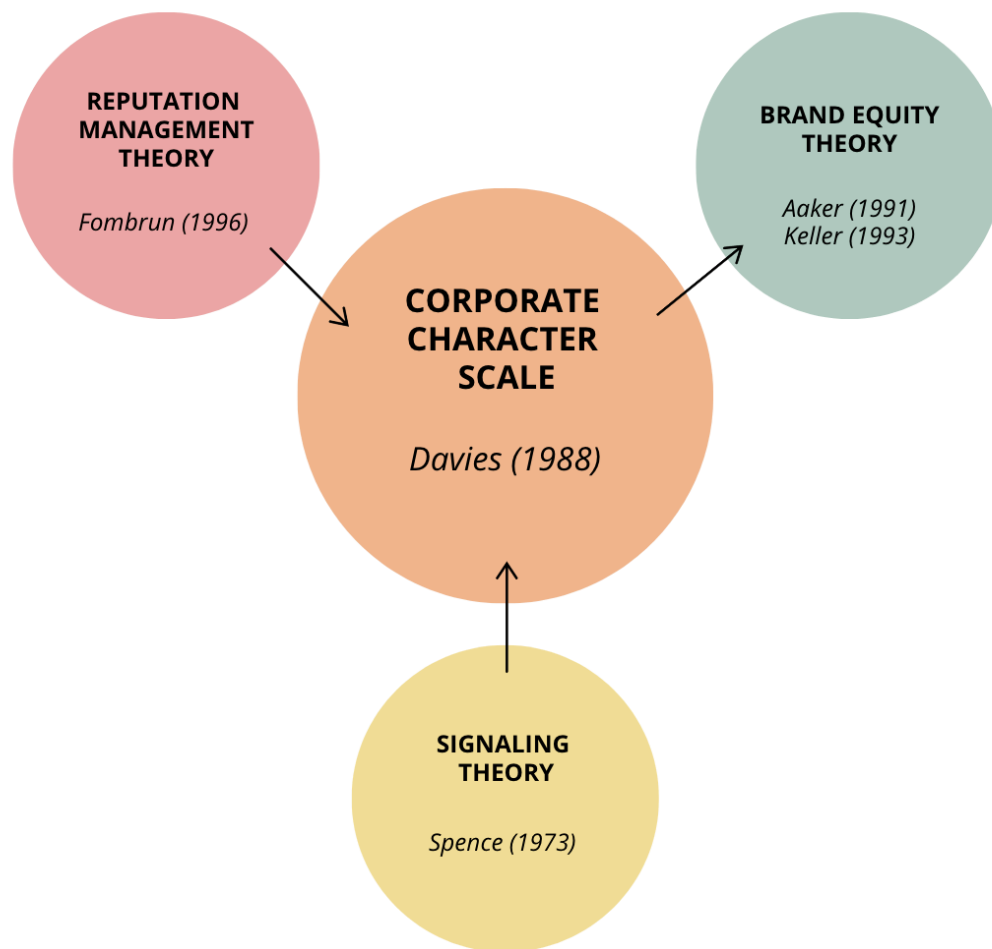 REPUTATION
MANAGEMENT
THEORY
Fombrun (1996)
BRAND EQUITY
THEORY
Aaker (1991)
Keller (1993)
CORPORATE
CHARACTER
SCALE
Davies (1988)
SIGNALING
THEORY
Spence (1973)